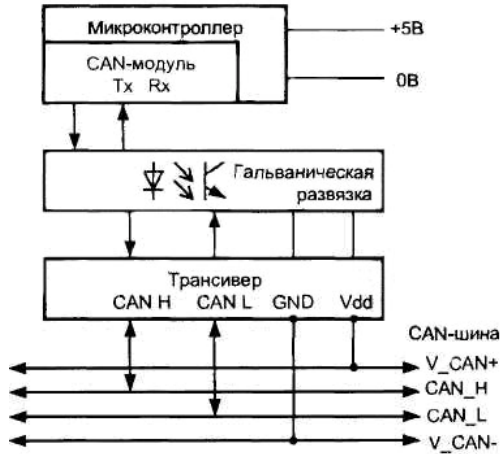 Микроконтроллер
+5В
CAN-модуль
Tx Rx
0В
Гальваническая
развязка
Трансивер
CAN H CAN L GND Vdd
CAN-шина
V_CAN+
CAN_H
CAN_L
V_CAN-